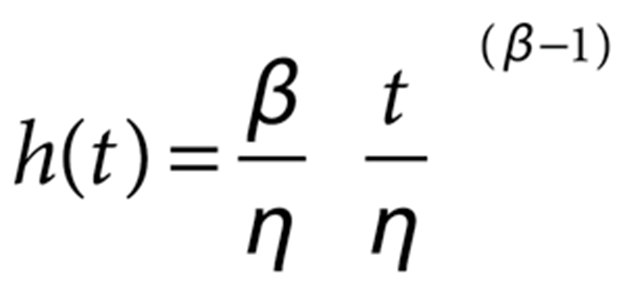 h(t) = β/η t/η (β−1)